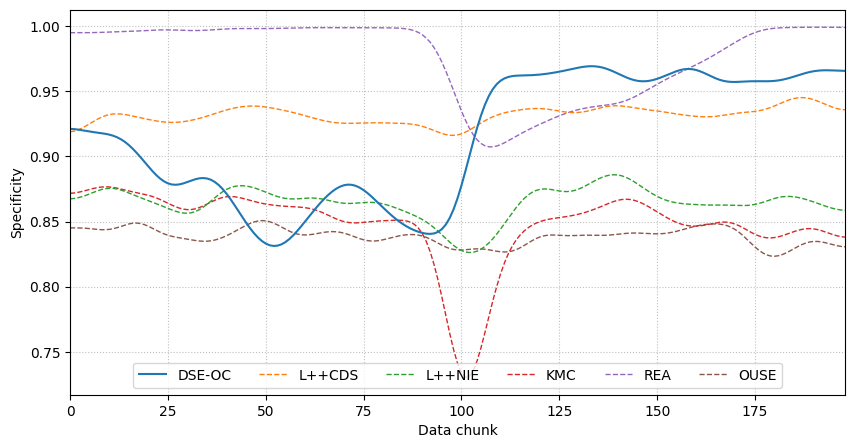 1.00
0.95
0.90
0.85
0.80
0.75
Specificity
0
25
50
75
100
125
150
175
Data chunk
DSE-OC
L++CDS
L++NIE
KMC
REA
OUSE